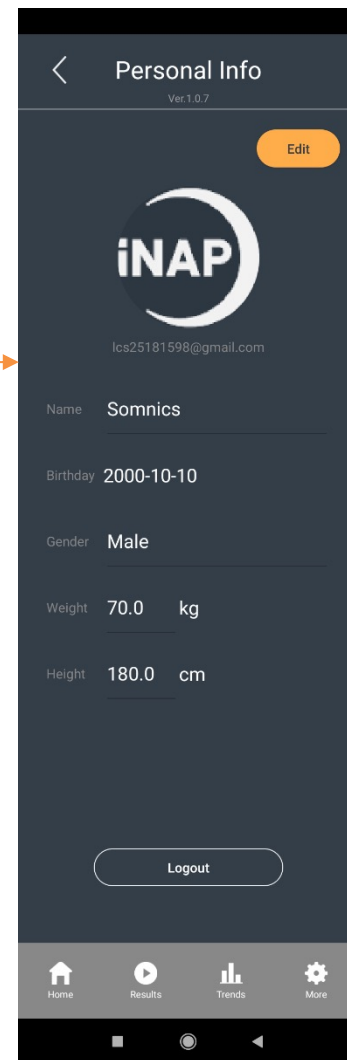 Personal Info
Ver.1.0.7
Edit
iNAP
lcs25181598@gmail.com
Name Somnics
Birthday 2000-10-10
Gender Male
Weight 70.0 kg
Height 180.0 cm
Logout
Home Results Trends More